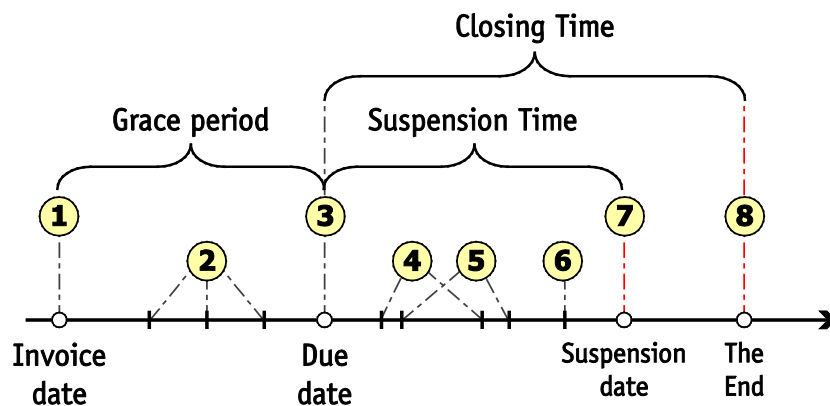 Closing Time
Grace period
Suspension Time
1
3
7
8
2
4
5
6
Invoice
date
Due
date
Suspension
date
The
End